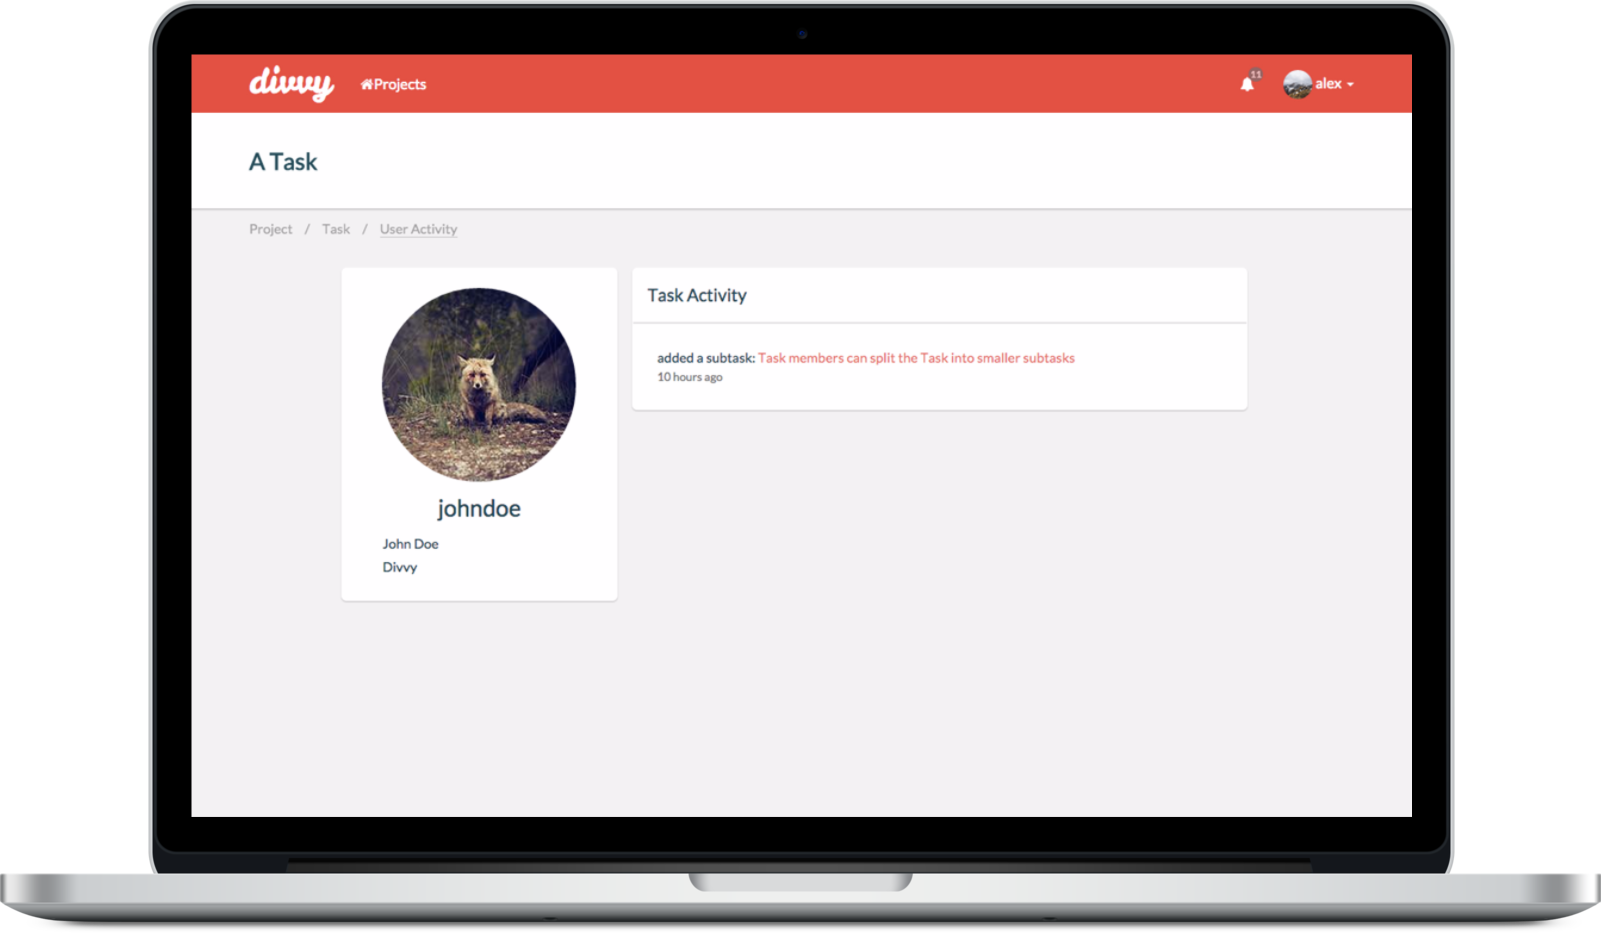 divvy Projects 11 alex
A Task
Project / Task / User Activity
Task Activity
added a subtask: Task members can split the Task into smaller subtasks
10 hours ago
johndoe
John Doe
Divvy